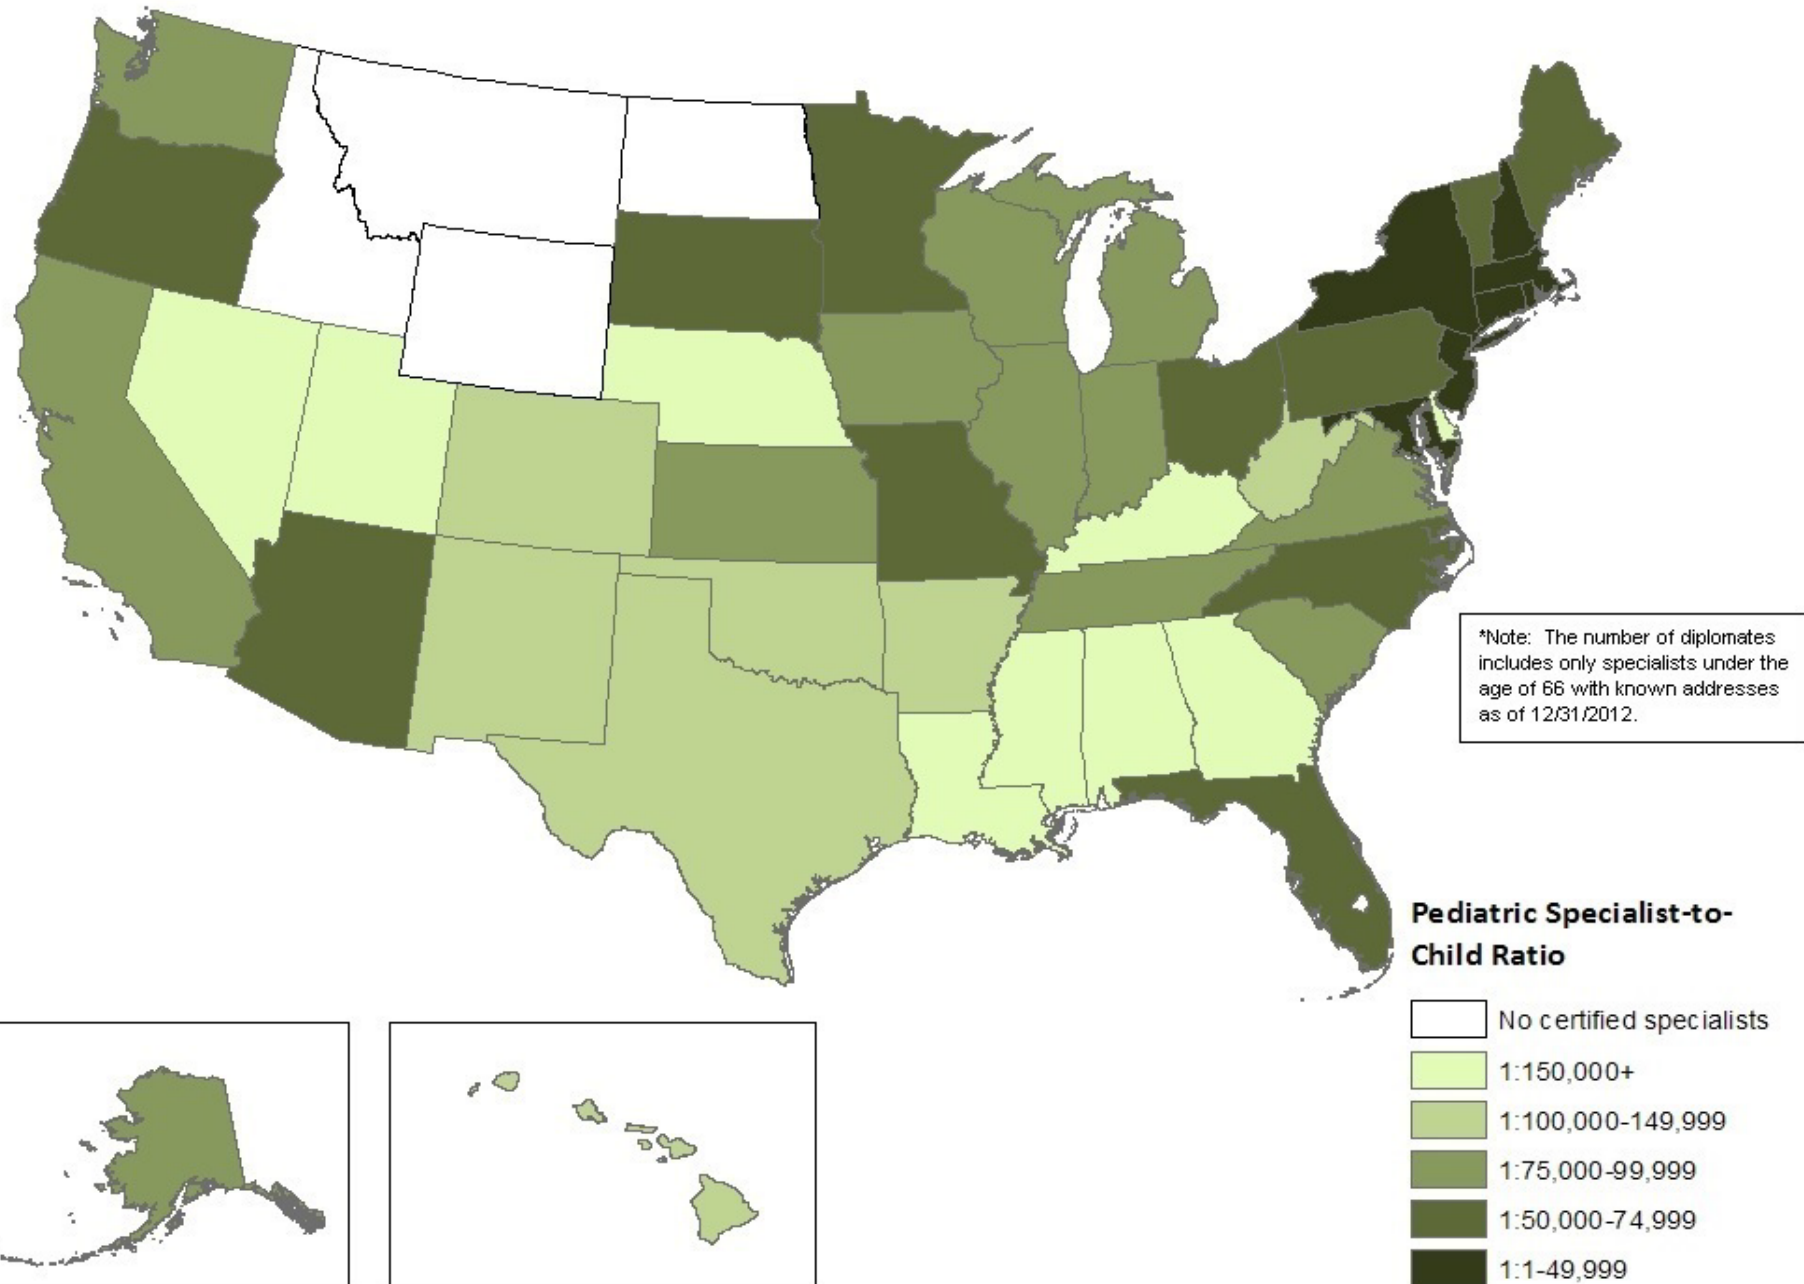 *Note:  The number of diplomates
includes only specialists under the
age of 66 with known addresses
as of 12/31/2012.
Pediatric Specialist-to-
Child Ratio
No certified specialists
1:150,000+
1:100,000-149,999
1:75,000-99,999
1:50,000-74,999
1:1-49,999